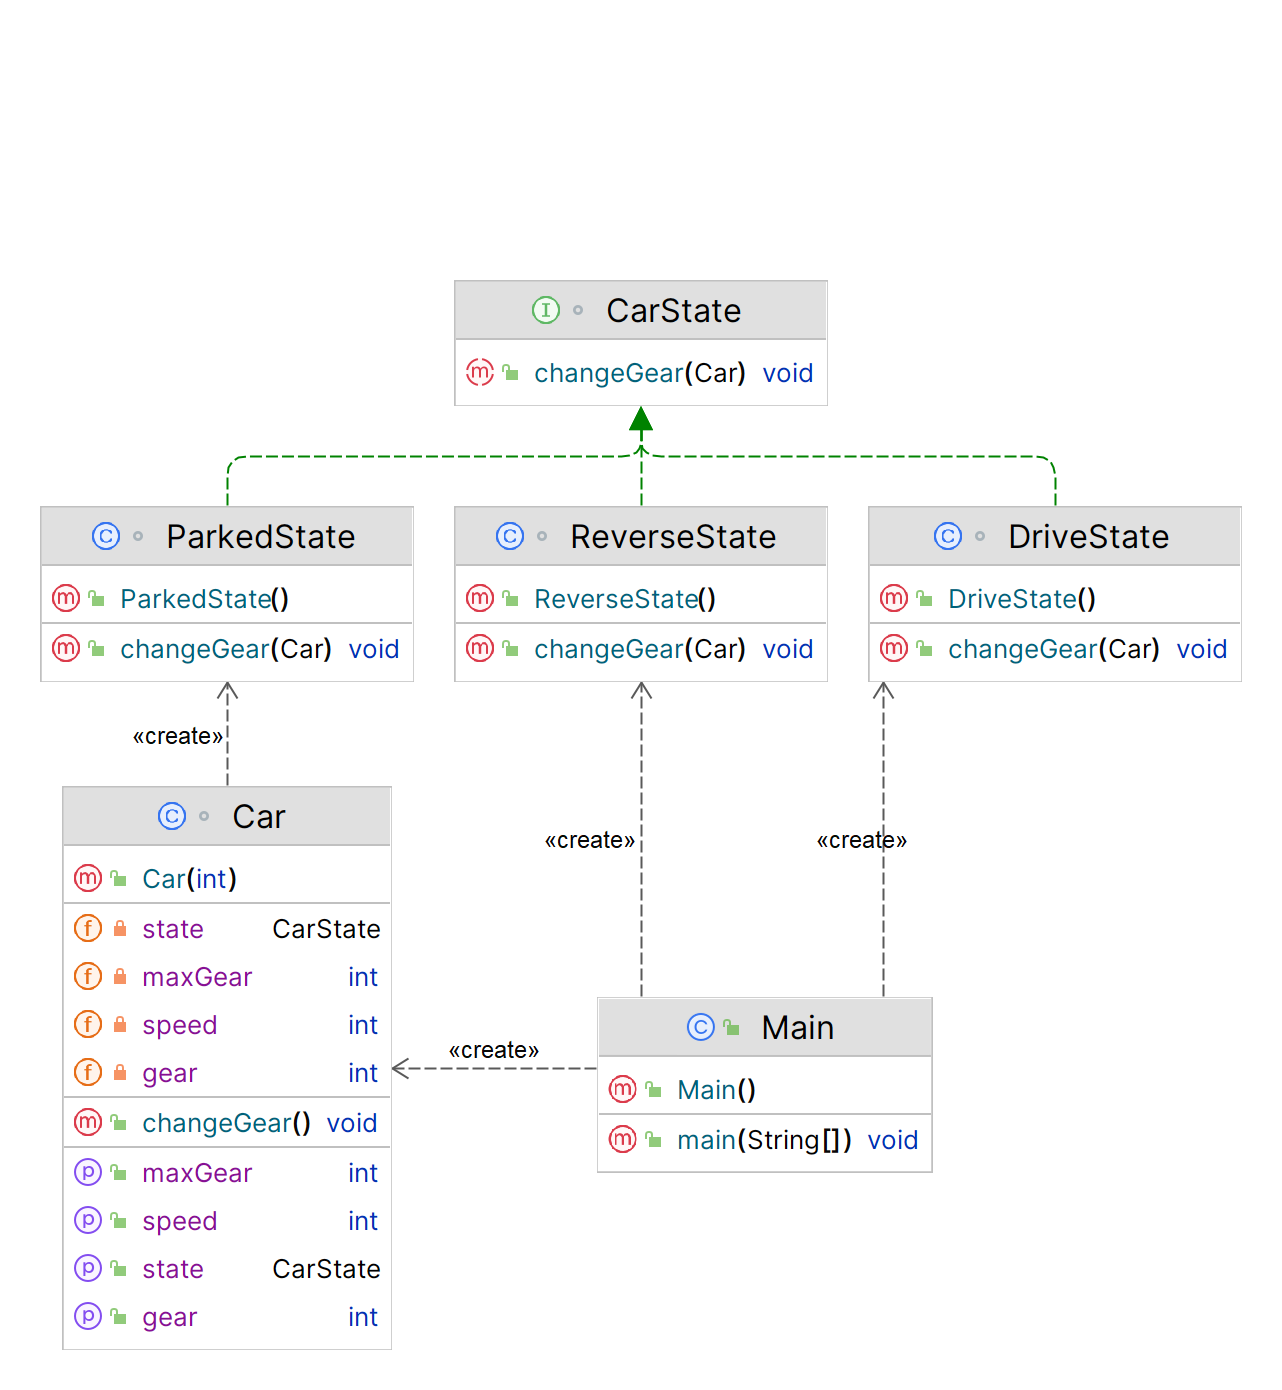 CarState
changeGear(Car) void
ParkedState
ParkedState()
changeGear(Car) void
ReverseState
ReverseState()
changeGear(Car) void
DriveState
DriveState()
changeGear(Car) void
«create»
Car
Car(int)
state CarState
maxGear int
speed int
gear int
changeGear() void
maxGear int
speed int
state CarState
gear int
«create»
«create»
«create»
Main
Main()
main(String[]) void